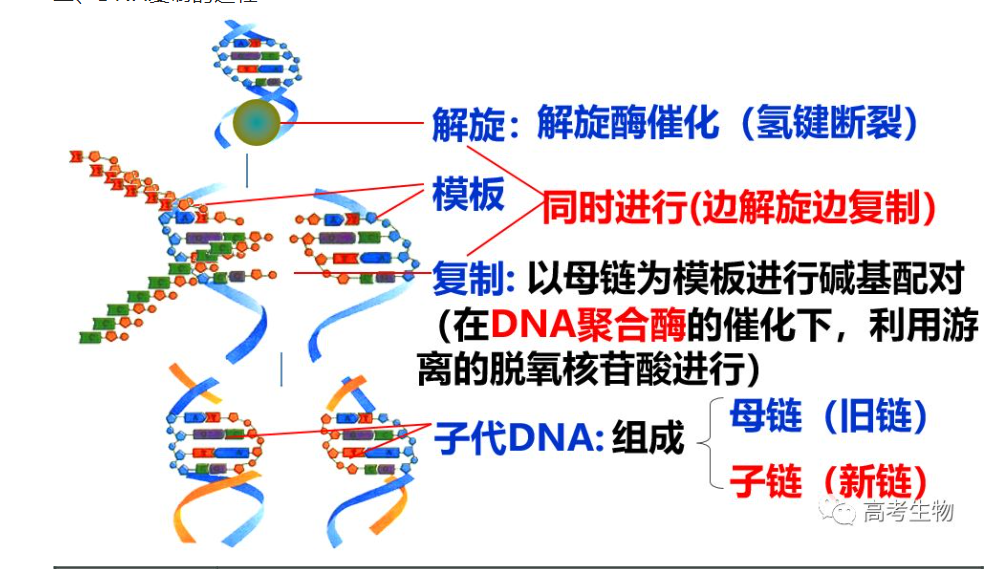 解旋：解旋酶催化（氢键断裂）
模板
同时进行(边解旋边复制)
复制: 以母链为模板进行碱基配对
（在DNA聚合酶的催化下，利用游
离的脱氧核苷酸进行）
子代DNA: 组成
母链（旧链）
子链（新链）
高考生物